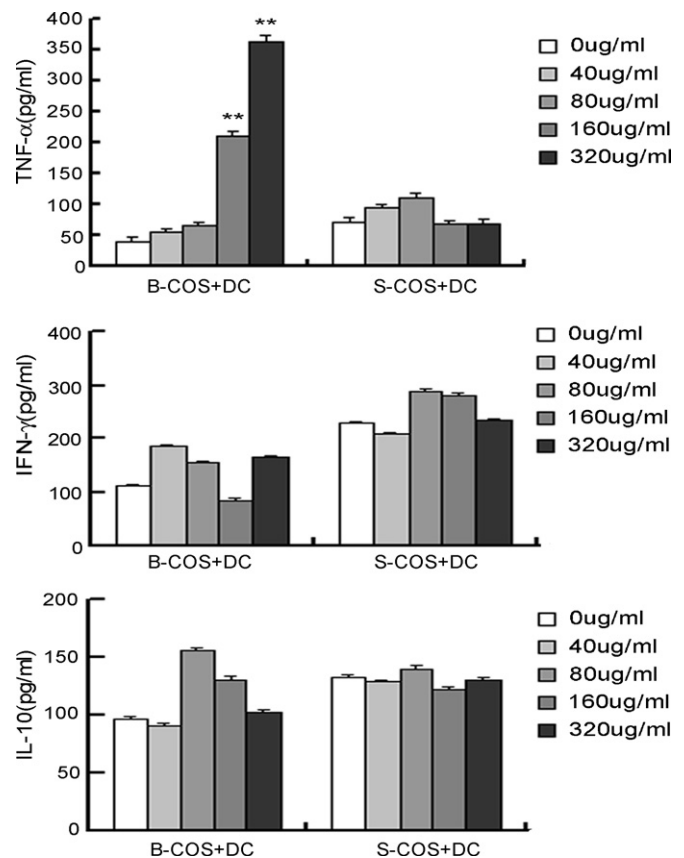 TNF-α(pg/ml)
400
350
300
250
200
150
100
50
0
**
**
B-COS+DC
S-COS+DC
0ug/ml
40ug/ml
80ug/ml
160ug/ml
320ug/ml
IFN-γ(pg/ml)
400
300
200
100
0
B-COS+DC
S-COS+DC
0ug/ml
40ug/ml
80ug/ml
160ug/ml
320ug/ml
IL-10(pg/ml)
200
150
100
50
0
B-COS+DC
S-COS+DC
0ug/ml
40ug/ml
80ug/ml
160ug/ml
320ug/ml